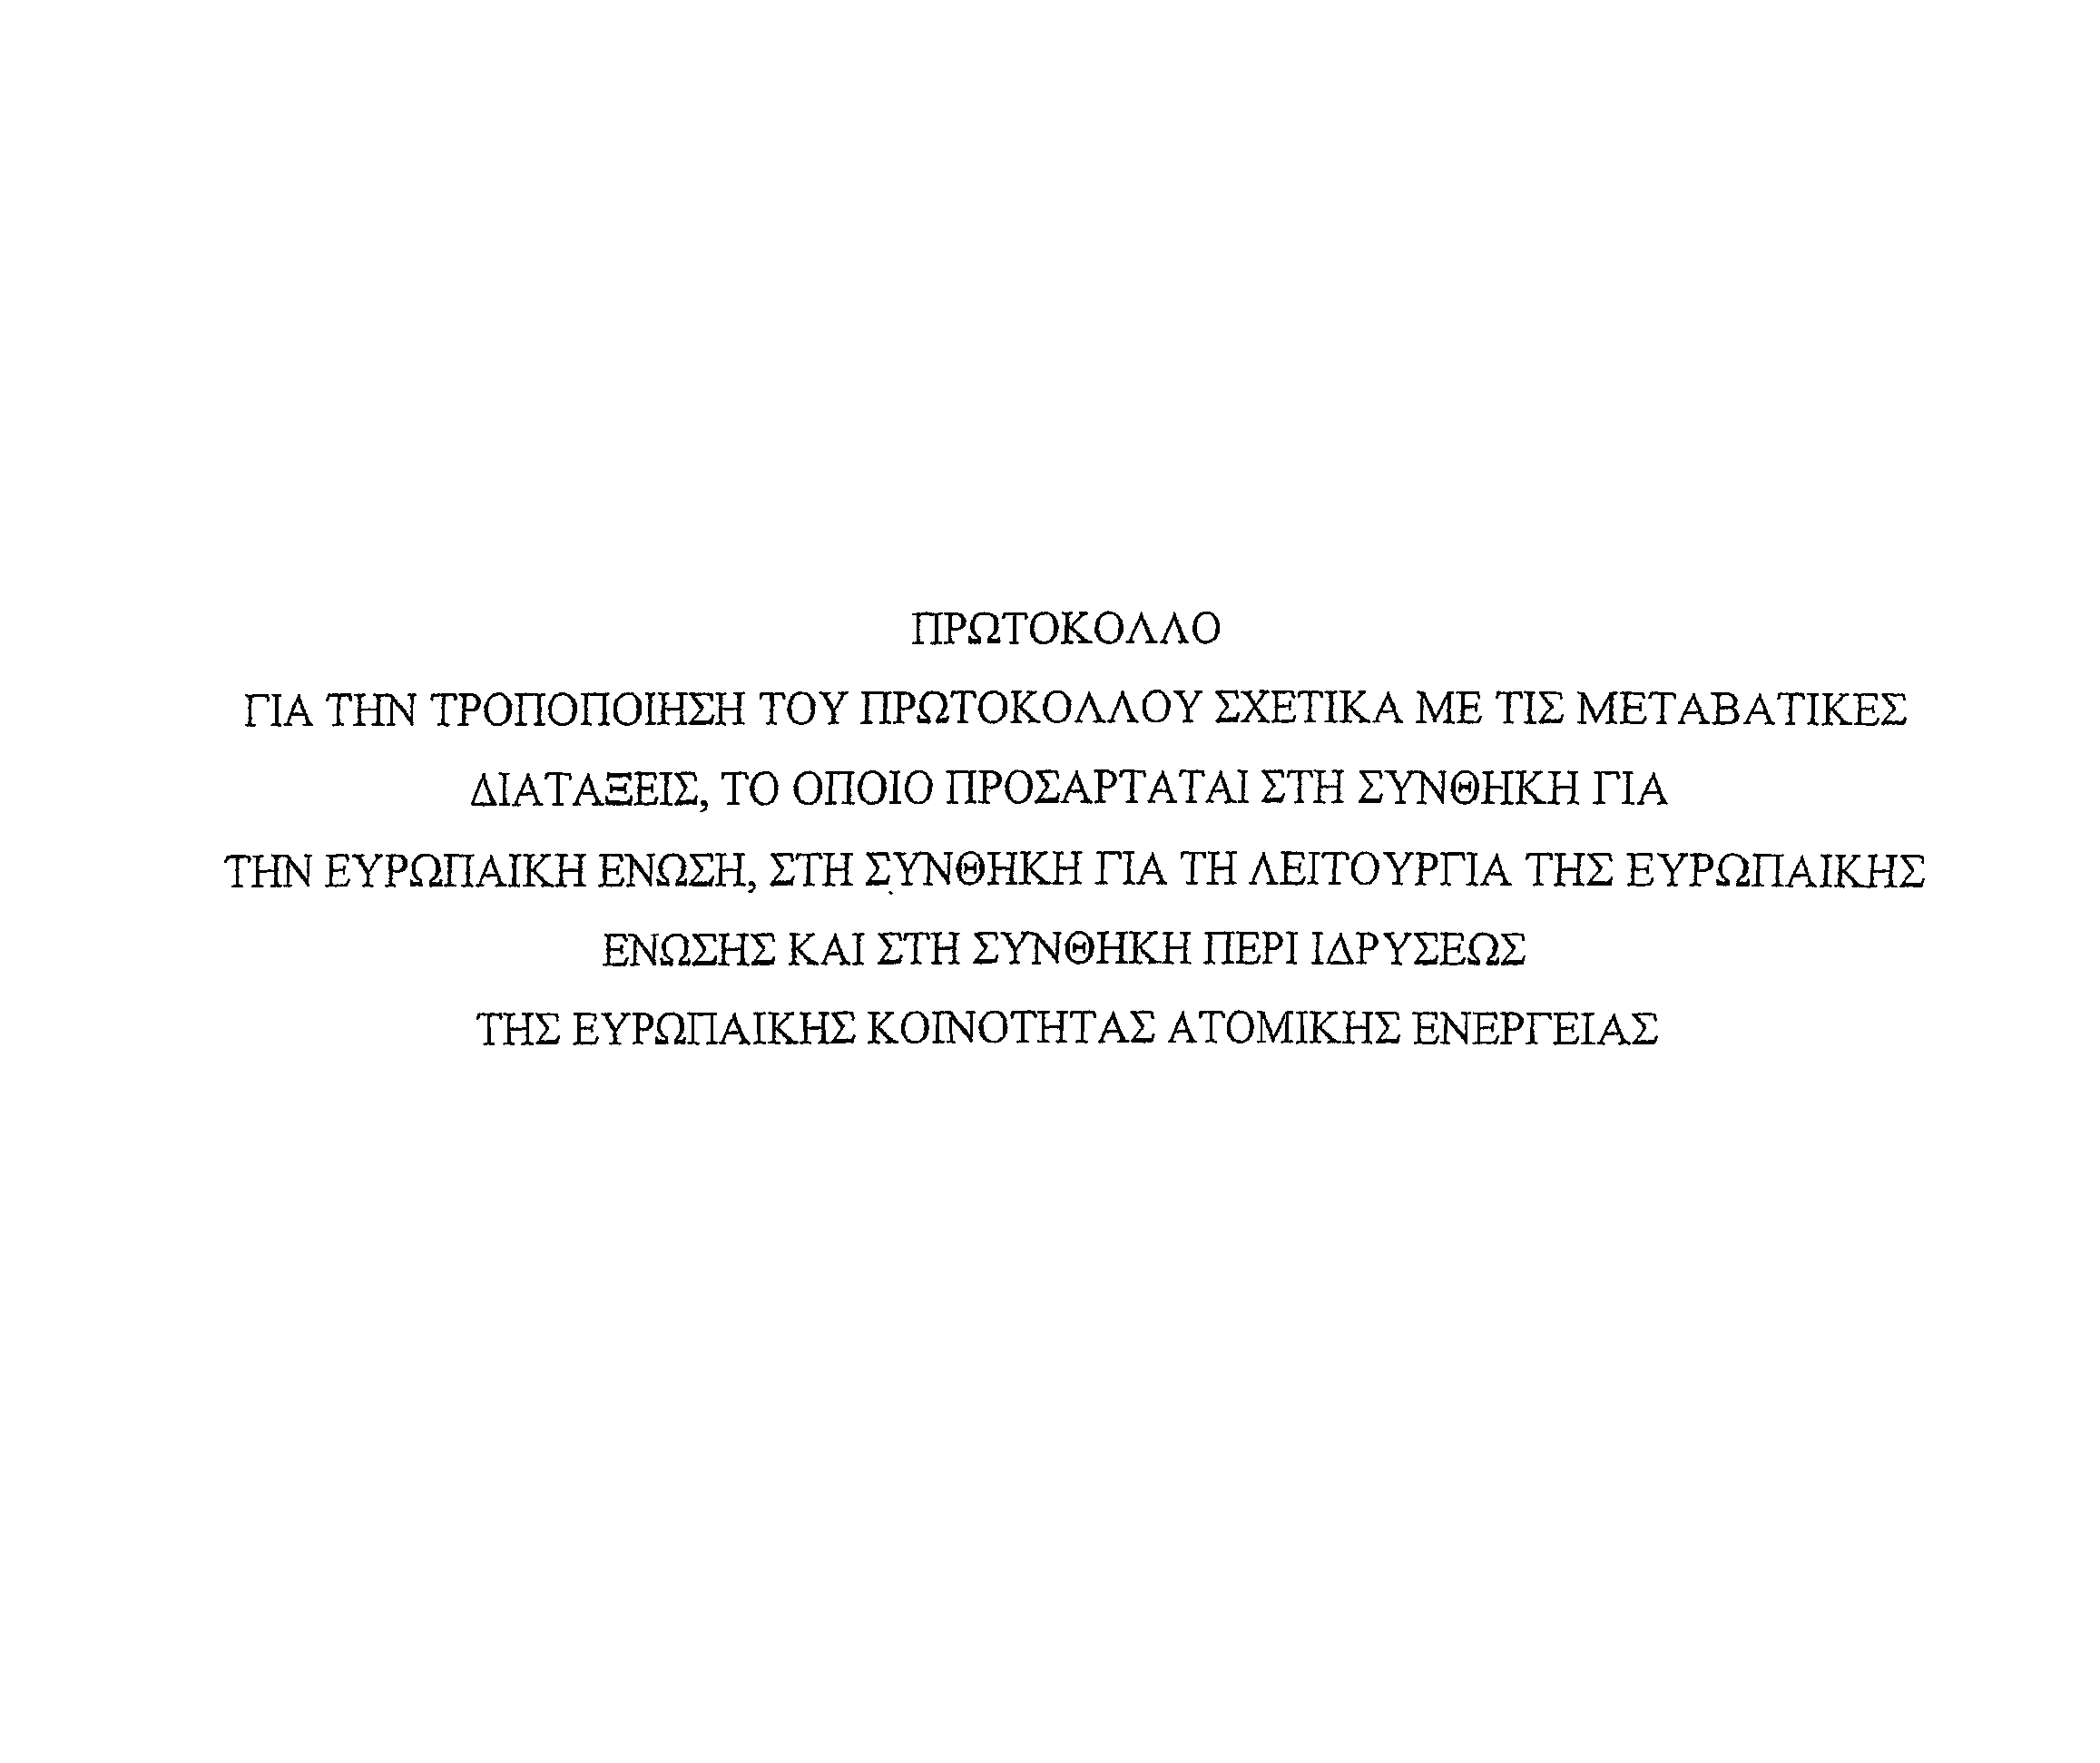 ΠΡΩΤΟΚΟΛΛΟ
ΓΙΑ ΤΗΝ ΤΡΟΠΟΠΟΙΗΣΗ ΤΟΥ ΠΡΩΤΟΚΟΛΛΟΥ ΣΧΕΤΙΚΑ ΜΕ ΤΙΣ ΜΕΤΑΒΑΤΙΚΕΣ
ΔΙΑΤΑΞΕΙΣ, ΤΟ ΟΠΟΙΟ ΠΡΟΣΑΡΤΑΤΑΙ ΣΤΗ ΣΥΝΘΗΚΗ ΓΙΑ
ΤΗΝ ΕΥΡΩΠΑΙΚΗ ΕΝΩΣΗ, ΣΤΗ ΣΥΝΘΗΚΗ ΓΙΑ ΤΗ ΛΕΙΤΟΥΡΓΙΑ ΤΗΣ ΕΥΡΩΠΑΙΚΗΣ
ΕΝΩΣΗΣ ΚΑΙ ΣΤΗ ΣΥΝΘΗΚΗ ΠΕΡΙ ΙΔΡΥΣΕΩΣ
ΤΗΣ ΕΥΡΩΠΑΙΚΗΣ ΚΟΙΝΟΤΗΤΑΣ ΑΤΟΜΙΚΗΣ ΕΝΕΡΓΕΙΑΣ